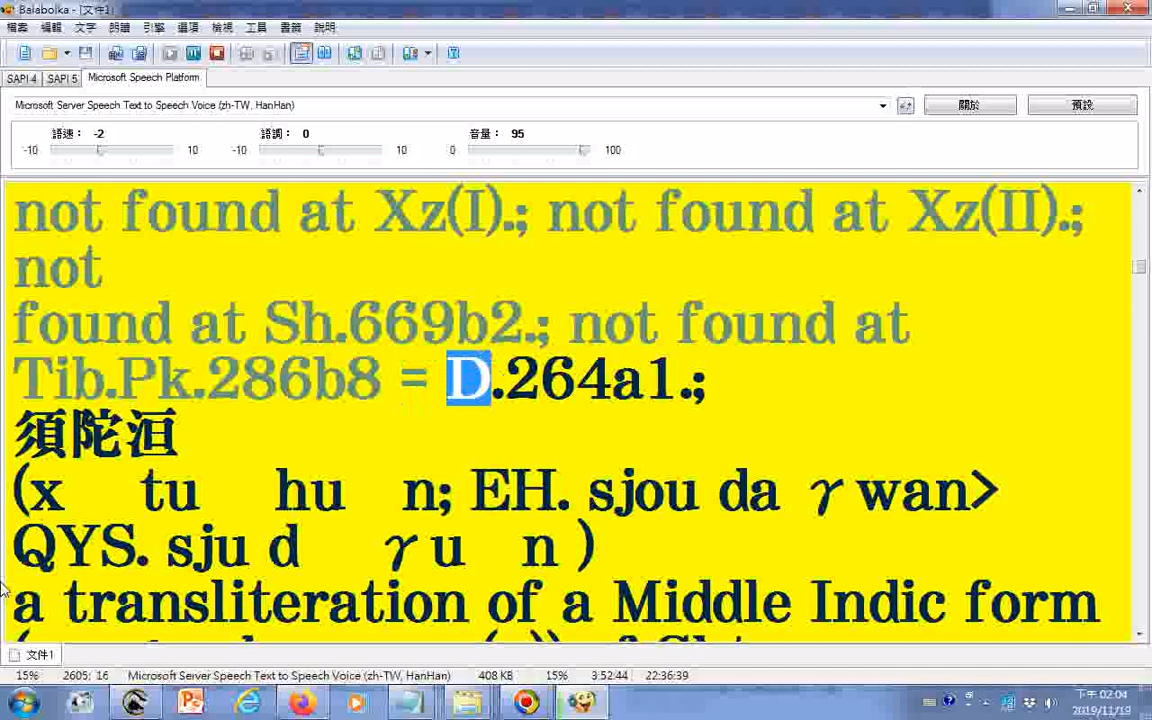 Balabolka - [文件1]
檔案 編輯 文字 朗讀 引擎 選項 檢視 工具 書籤 說明
SAPI 4 SAPI 5 Microsoft Speech Platform
Microsoft Server Speech Text to Speech Voice (zh-TW, HanHan) 關於 預設
語速： -2 語調： 0 音量： 95
-10 10 -10 10 0 100
not found at Xz(I).; not found at Xz(II).;
not
found at Sh.669b2.; not found at
Tib.Pk.286b8 = D.264a1.;
須陀洹
(x tu hu n; EH. sjou da γwan>
QYS. sju d γu n )
a transliteration of a Middle Indic form
文件1
15% 2605; 16 Microsoft Server Speech Text to Speech Voice (zh-TW, HanHan) 408 KB 15% 3:52:44 22:36:39
下午 02:04
2019/11/19